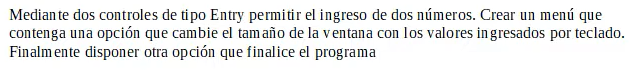 Mediante dos controles de tipo Entry permitir el ingreso de dos números. Crear un menú que
contenga una opción que cambie el tamaño de la ventana con los valores ingresados por teclado.
Finalmente disponer otra opción que finalice el programa